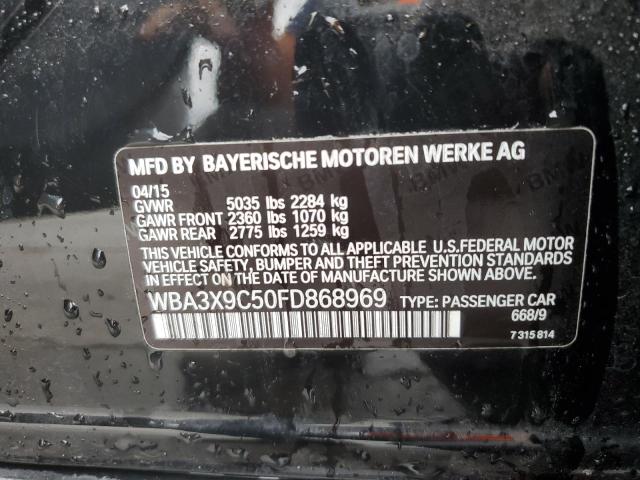 MFD BY BAYERISCHE MOTOREN WERKE AG
04/15
GVWR 5035 lbs 2284 kg
GAWR FRONT 2360 lbs 1070 kg
GAWR REAR 2775 lbs 1259 kg
THIS VEHICLE CONFORMS TO ALL APPLICABLE U.S.FEDERAL MOTOR
VEHICLE SAFETY, BUMPER AND THEFT PREVENTION STANDARDS
IN EFFECT ON THE DATE OF MANUFACTURE SHOWN ABOVE.
WBA3X9C50FD868969 TYPE: PASSENGER CAR
668/9
7 315 814